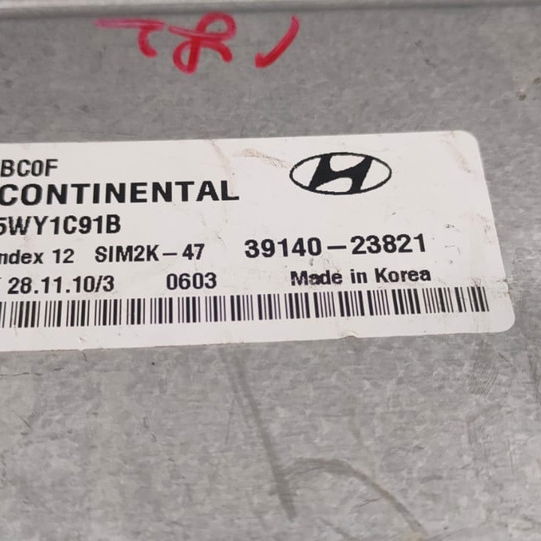 BC0F
CONTINENTAL
5WY1C91B
ndex 12 SIM2K-47 39140-23821
28.11.10/3 0603 Made in Korea